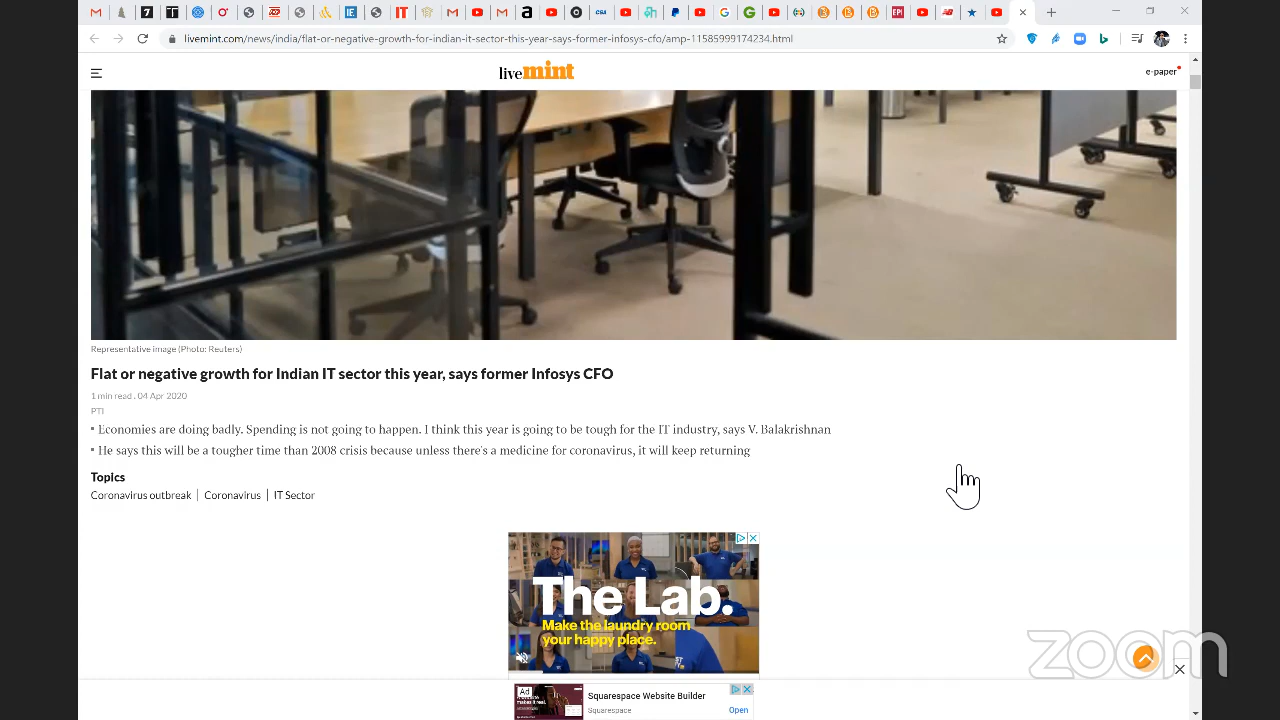 livemint.com/news/india/flat-or-negative-growth-for-indian-it-sector-this-year-says-former-infosys-cfo/amp-11585999174234.html
livemint
e-paper
Representative image (Photo: Reuters)
Flat or negative growth for Indian IT sector this year, says former Infosys CFO
1 min read . 04 Apr 2020
PTI
Economies are doing badly. Spending is not going to happen. I think this year is going to be tough for the IT industry, says V. Balakrishnan
He says this will be a tougher time than 2008 crisis because unless there's a medicine for coronavirus, it will keep returning
Topics
Coronavirus outbreak | Coronavirus | IT Sector
The Lab.
Make the laundry room
your happy place.
zoom
Ad
Squarespace Website Builder
Squarespace
Open